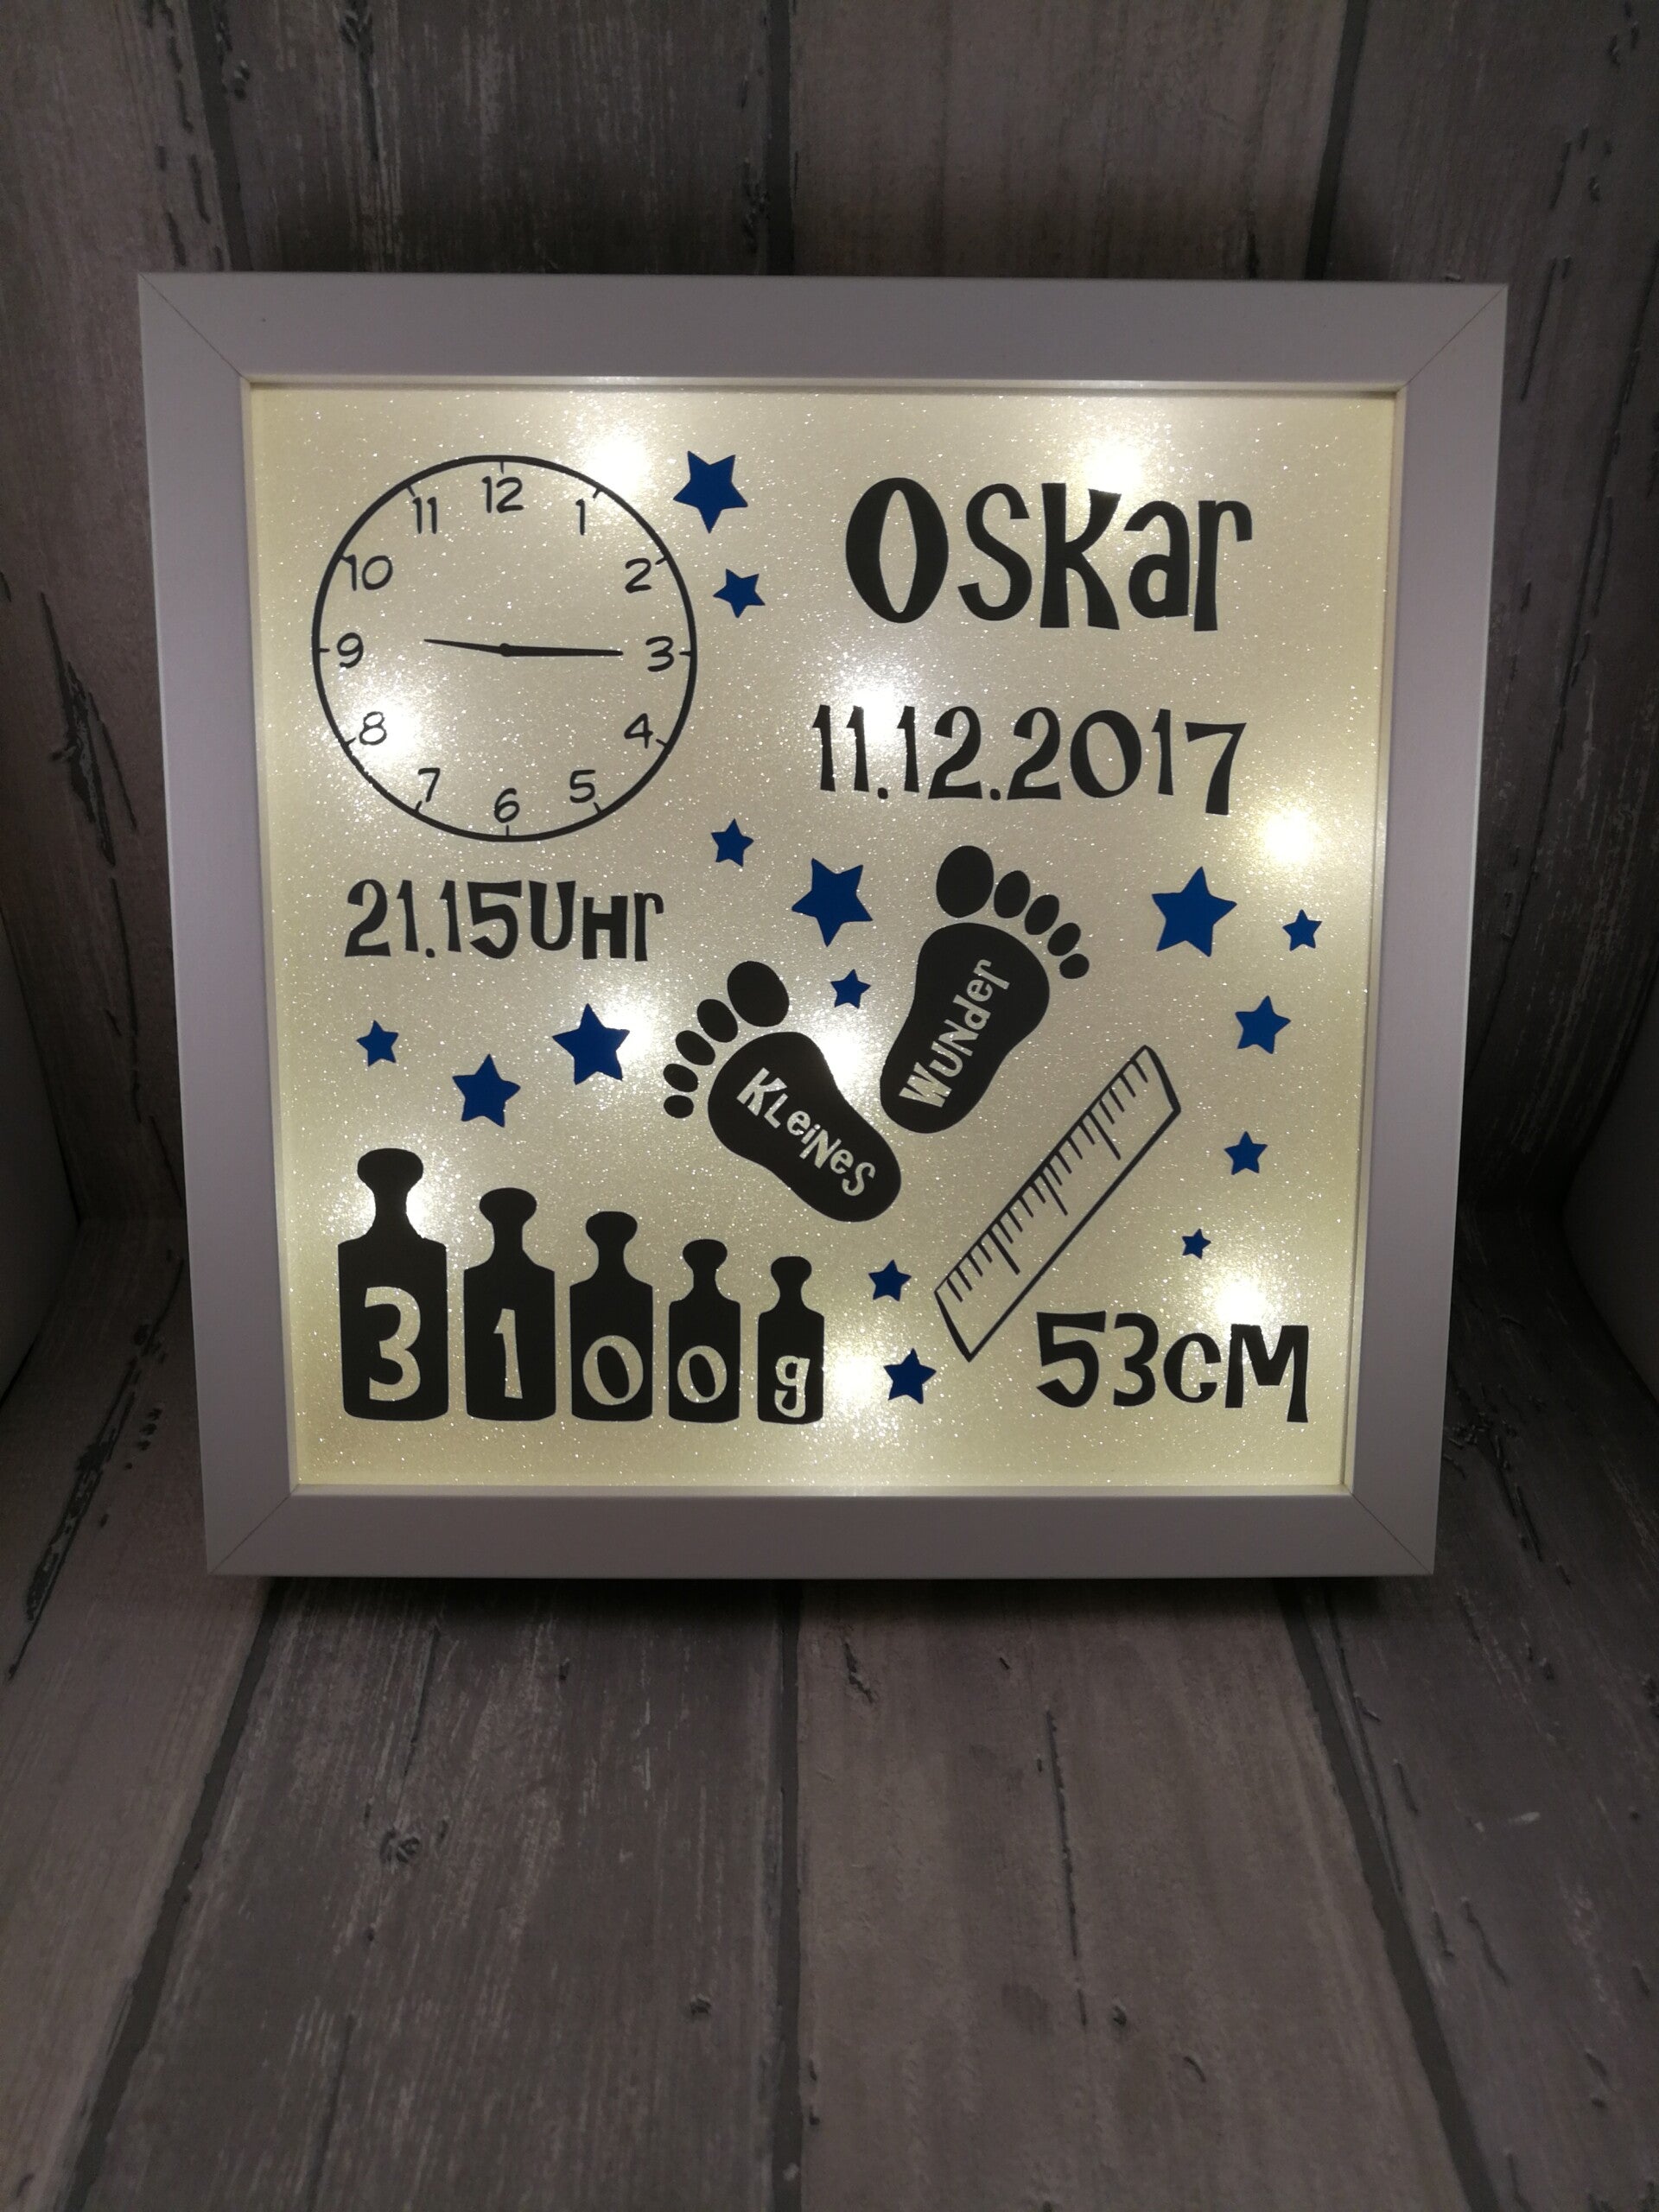 12
11 1
10 2
9 3
8 4
7 5
6
Oskar
11.12.2017
21.15Uhr
Kleines
Wunder
3100g
53cm